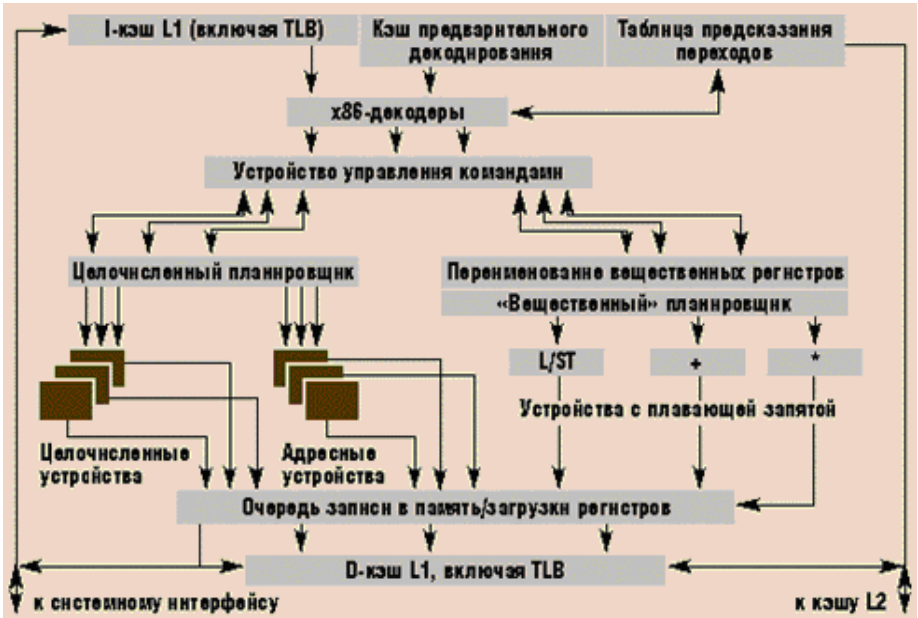 I-кэш L1 (включая TLB)
Кэш предварительного
декодирования
Таблица предсказания
переходов
x86-декодеры
Устройство управления командами
Целочисленный планировщик
Переименование вещественных регистров
«Вещественный» планировщик
L/ST
+
*
Устройства с плавающей запятой
Целочисленные
устройства
Адресные
устройства
Очередь записи в память/загрузки регистров
D-кэш L1, включая TLB
к системному интерфейсу
к кэшу L2